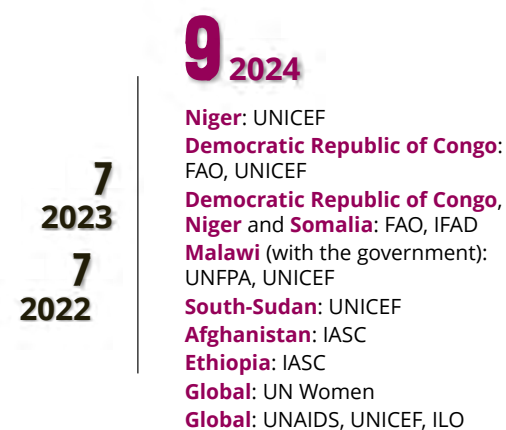 7
2023
7
2022
9 2024
Niger: UNICEF
Democratic Republic of Congo:
FAO, UNICEF
Democratic Republic of Congo,
Niger and Somalia: FAO, IFAD
Malawi (with the government):
UNFPA, UNICEF
South-Sudan: UNICEF
Afghanistan: IASC
Ethiopia: IASC
Global: UN Women
Global: UNAIDS, UNICEF, ILO